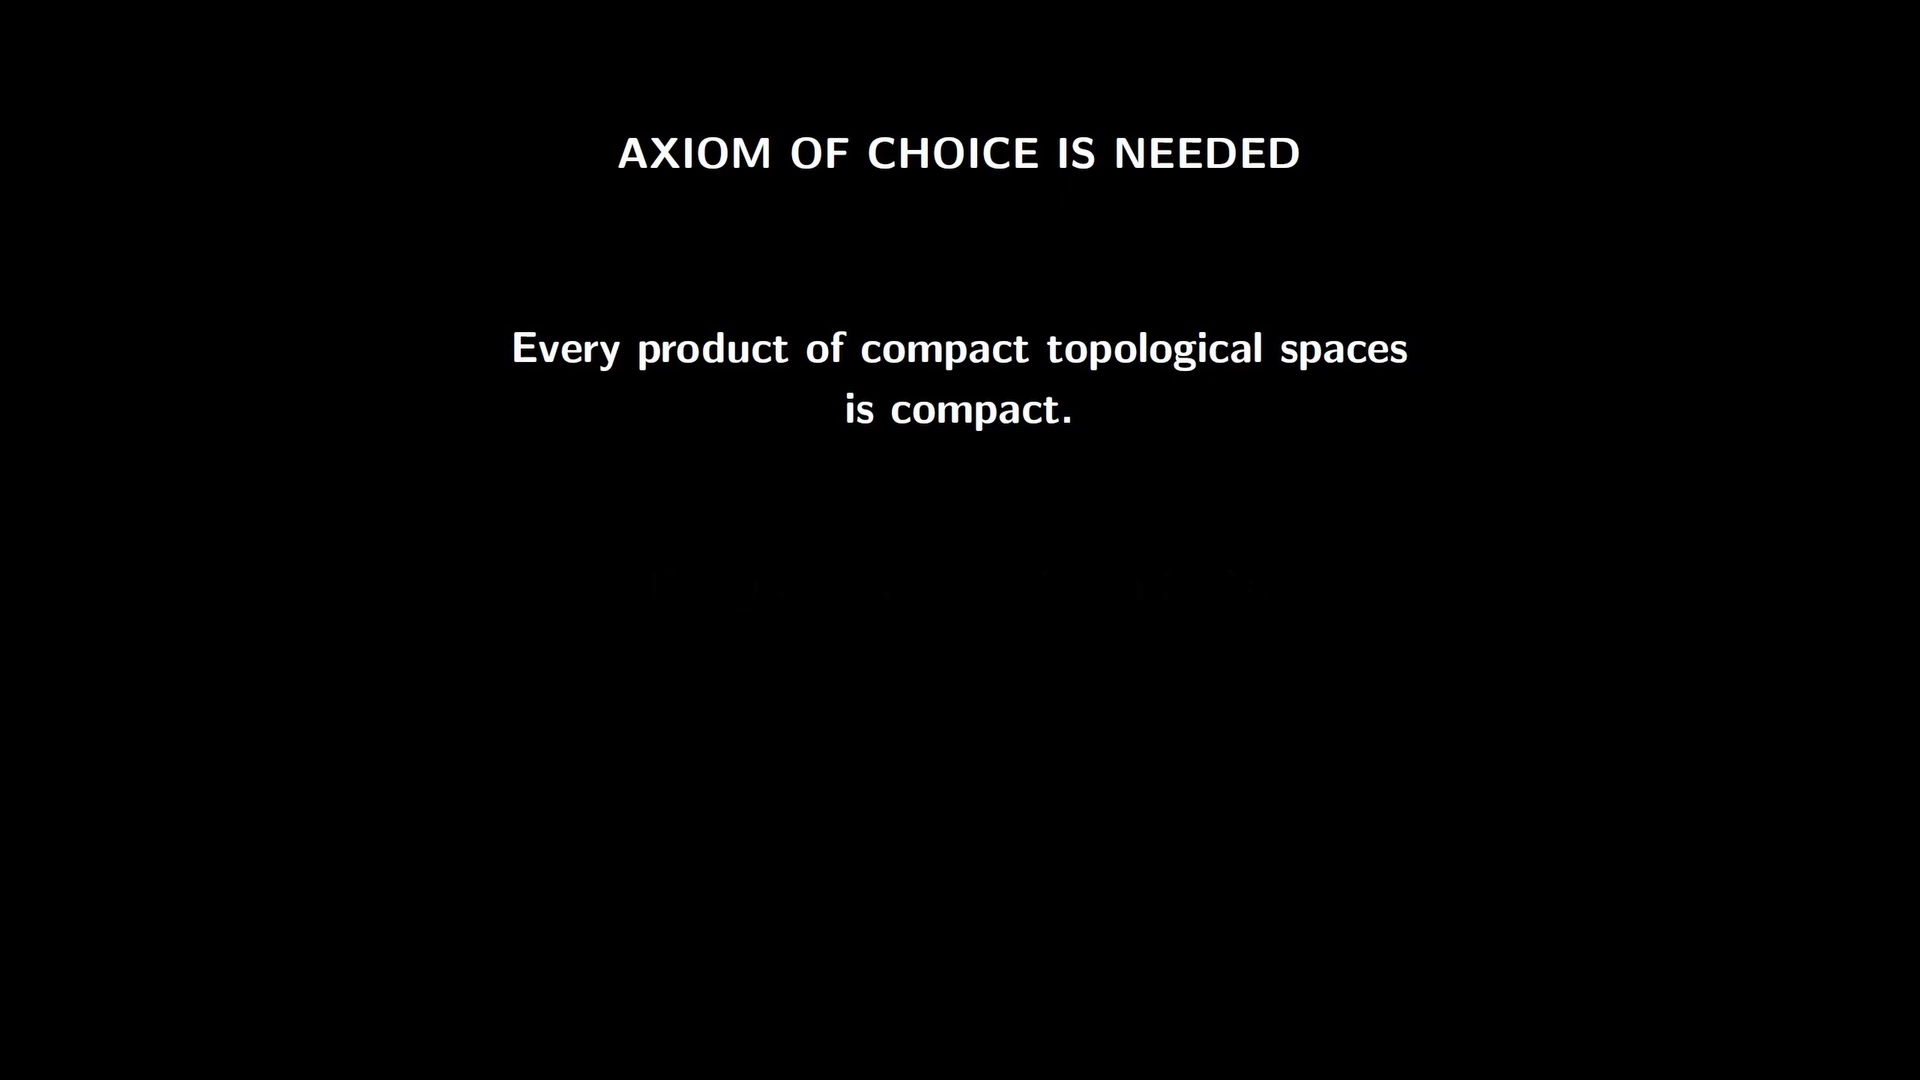 AXIOM OF CHOICE IS NEEDED
Every product of compact topological spaces
is compact.